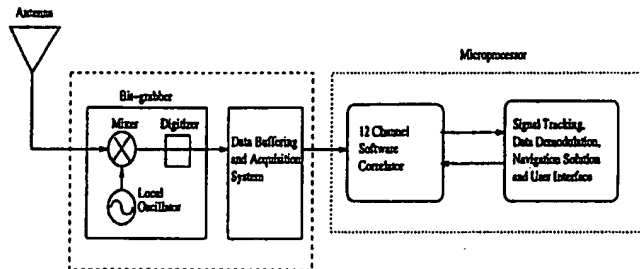 Antenna
Microprocessor
Bit-grabber
Mixer
Digitizer
Data Buffering
and Acquisition
System
Local
Oscillator
12 Channel
Software
Correlator
Signal Tracking,
Data Demodulation,
Navigation Solution
and User Interface